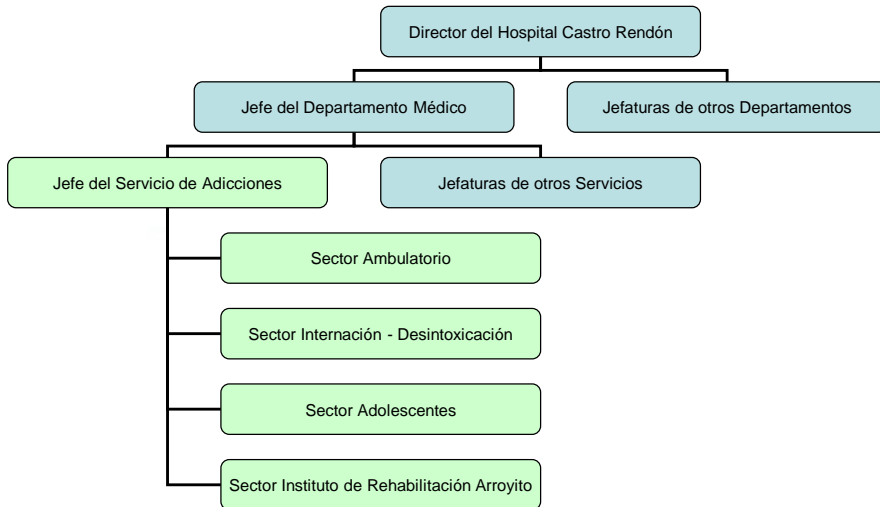 Director del Hospital Castro Rendón
Jefe del Departamento Médico
Jefaturas de otros Departamentos
Jefe del Servicio de Adicciones
Jefaturas de otros Servicios
Sector Ambulatorio
Sector Internación - Desintoxicación
Sector Adolescentes
Sector Instituto de Rehabilitación Arroyito